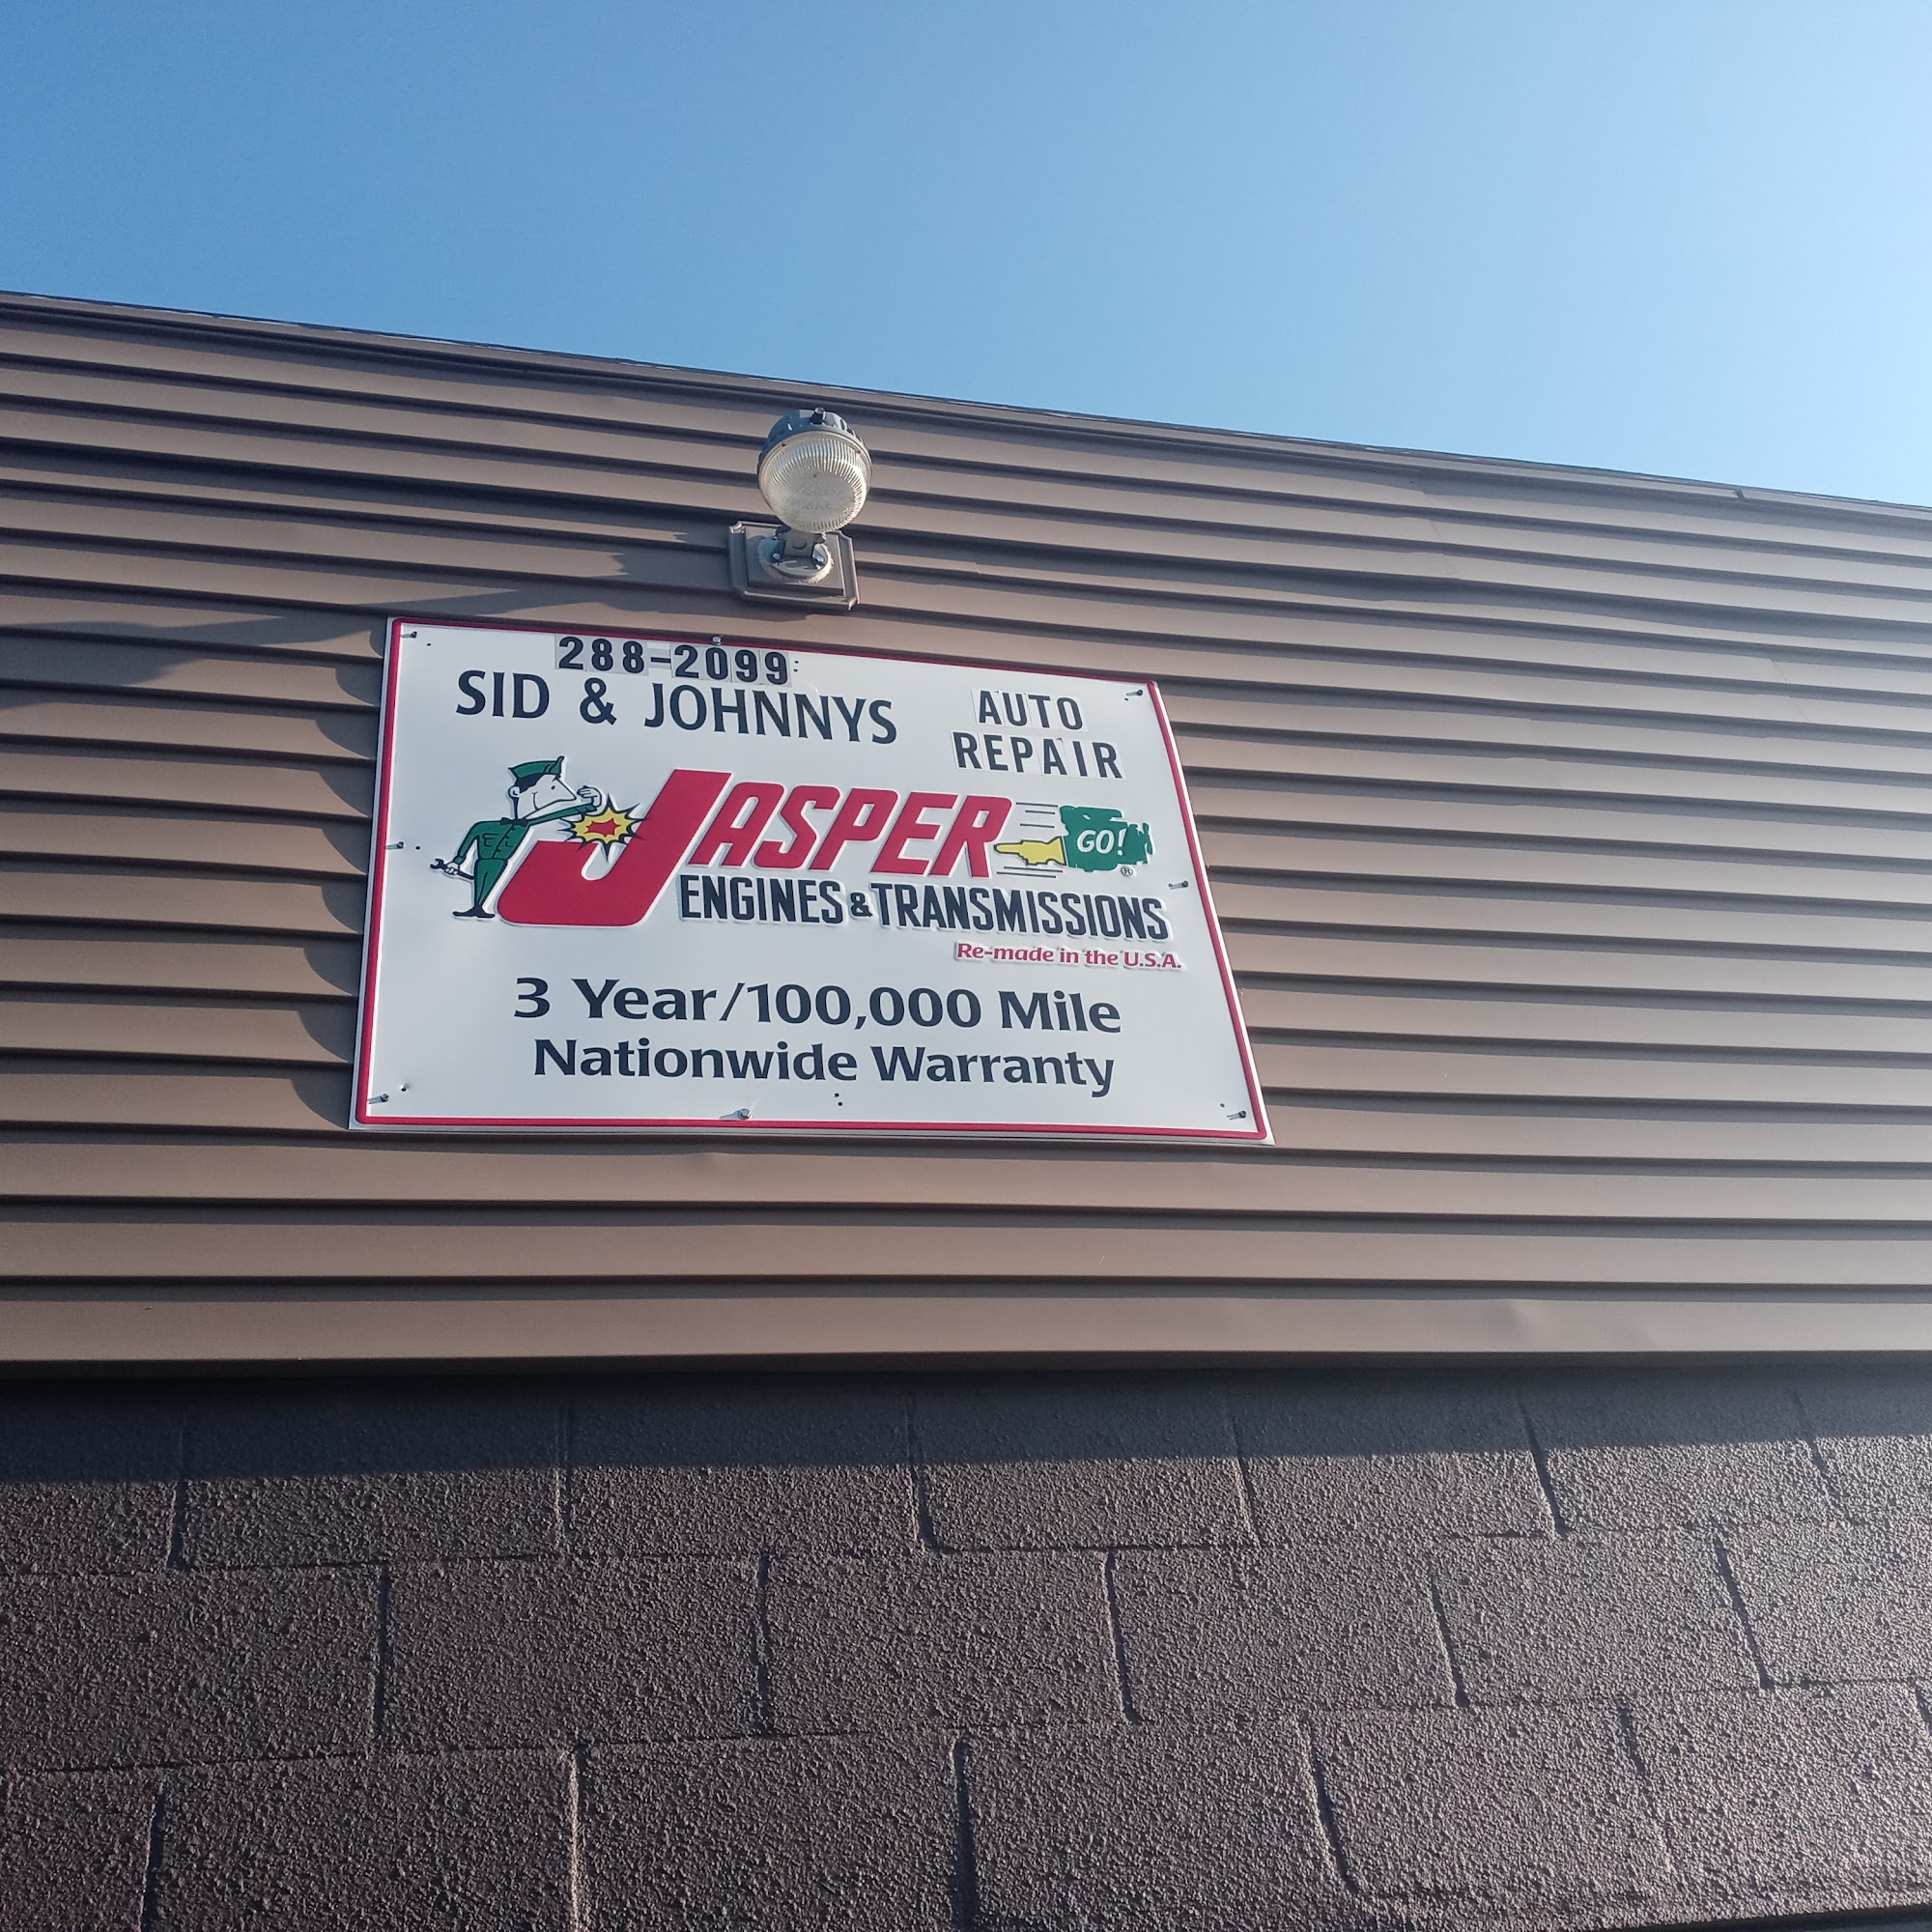 288-2099
SID & JOHNNYS
AUTO
REPAIR
JASPER
GO!
®
ENGINES & TRANSMISSIONS
Re-made in the U.S.A.
3 Year/100,000 Mile
Nationwide Warranty